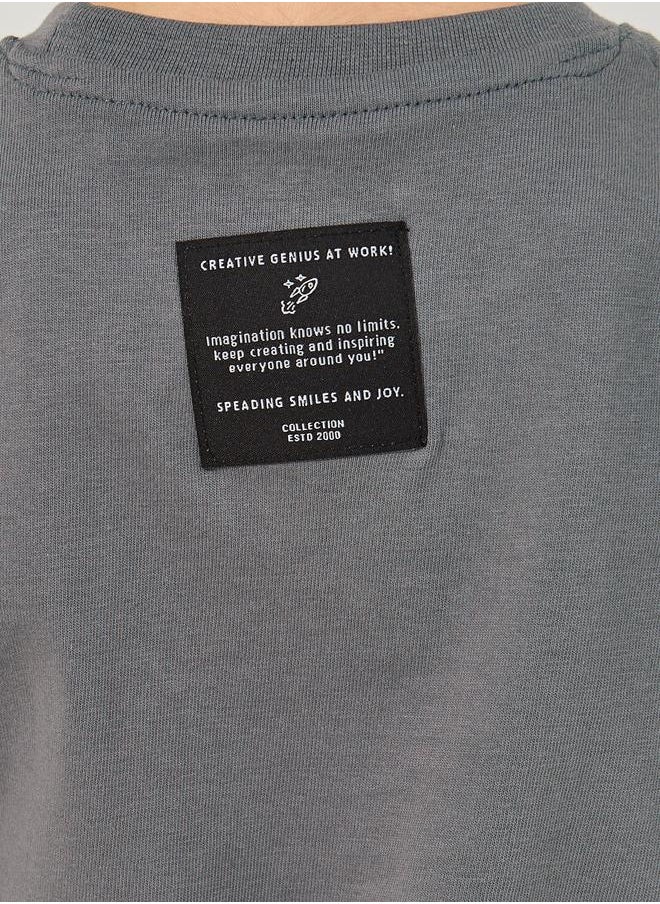 CREATIVE GENIUS AT WORK!
Imagination knows no limits.
keep creating and inspiring
everyone around you!"
SPEADING SMILES AND JOY.
COLLECTION
ESTD 2000